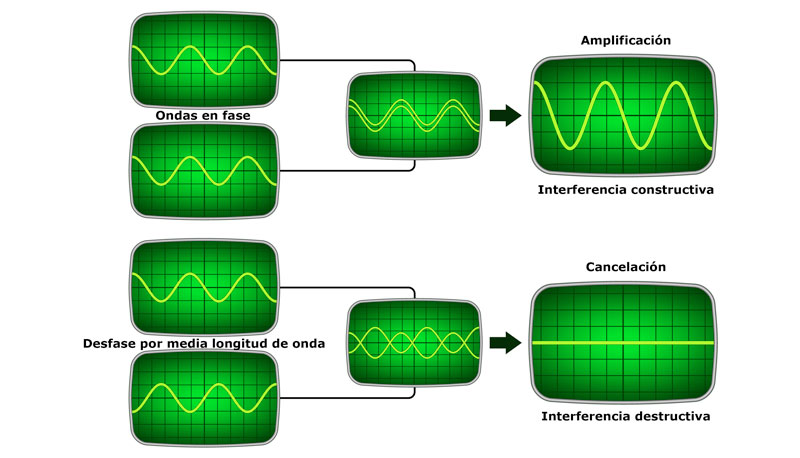 Amplificación
Ondas en fase
Interferencia constructiva
Cancelación
Desfase por media longitud de onda
Interferencia destructiva